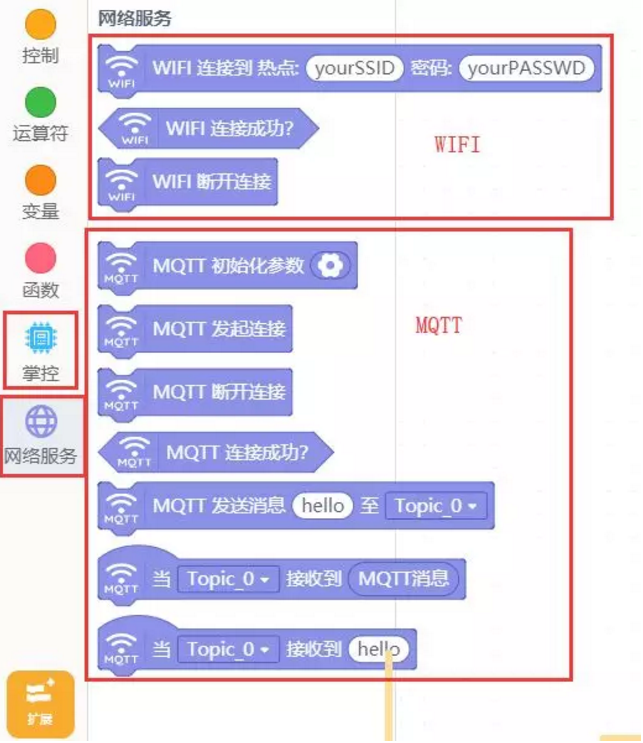 网络服务
控制
运算符
变量
函数
掌控
网络服务
扩展
WIFI WIFI 连接到 热点: yourSSID 密码: yourPASSWD
WIFI WIFI 连接成功?
WIFI
WIFI WIFI 断开连接
MQTT MQTT 初始化参数
MQTT
MQTT MQTT 发起连接
MQTT MQTT 断开连接
MQTT MQTT 连接成功?
MQTT MQTT 发送消息 hello 至 Topic_0
MQTT 当 Topic_0 接收到 MQTT消息
MQTT 当 Topic_0 接收到 hello